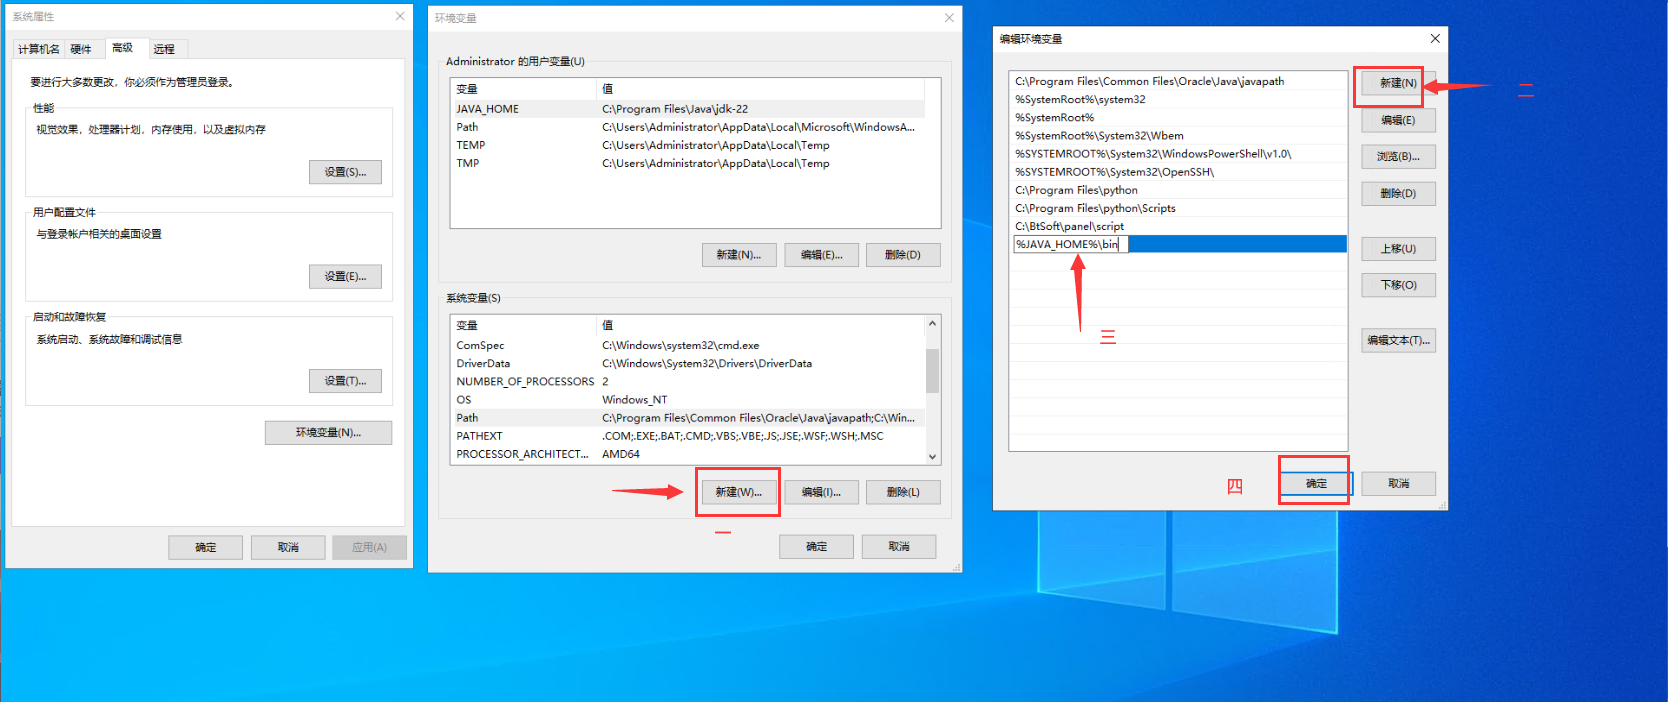 系统属性
计算机名 硬件 高级 远程
要进行大多数更改，你必须作为管理员登录。
性能
视觉效果，处理器计划，内存使用，以及虚拟内存
设置(S)...
用户配置文件
与登录帐户相关的桌面设置
设置(E)...
启动和故障恢复
系统启动、系统故障和调试信息
设置(T)...
环境变量(N)...
确定 取消 应用(A)
环境变量
Administrator 的用户变量(U)
变量 值
JAVA_HOME C:\Program Files\Java\jdk-22
Path C:\Users\Administrator\AppData\Local\Microsoft\WindowsA...
TEMP C:\Users\Administrator\AppData\Local\Temp
TMP C:\Users\Administrator\AppData\Local\Temp
新建(N)... 编辑(E)... 删除(D)
系统变量(S)
变量 值
ComSpec C:\Windows\system32\cmd.exe
DriverData C:\Windows\System32\Drivers\DriverData
NUMBER_OF_PROCESSORS 2
OS Windows_NT
Path C:\Program Files\Common Files\Oracle\Java\javapath;C:\Win...
PATHEXT .COM;.EXE;.BAT;.CMD;.VBS;.VBE;.JS;.JSE;.WSF;.WSH;.MSC
PROCESSOR_ARCHITECT... AMD64
新建(W)... 编辑(I)... 删除(L)
一
确定 取消
编辑环境变量
C:\Program Files\Common Files\Oracle\Java\javapath
%SystemRoot%\system32
%SystemRoot%
%SystemRoot%\System32\Wbem
%SYSTEMROOT%\System32\WindowsPowerShell\v1.0\
%SYSTEMROOT%\System32\OpenSSH\
C:\Program Files\python
C:\Program Files\python\Scripts
C:\BtSoft\panel\script
%JAVA_HOME%\bin
三
新建(N)
二
编辑(E)
浏览(B)...
删除(D)
上移(U)
下移(O)
编辑文本(T)...
四
确定 取消